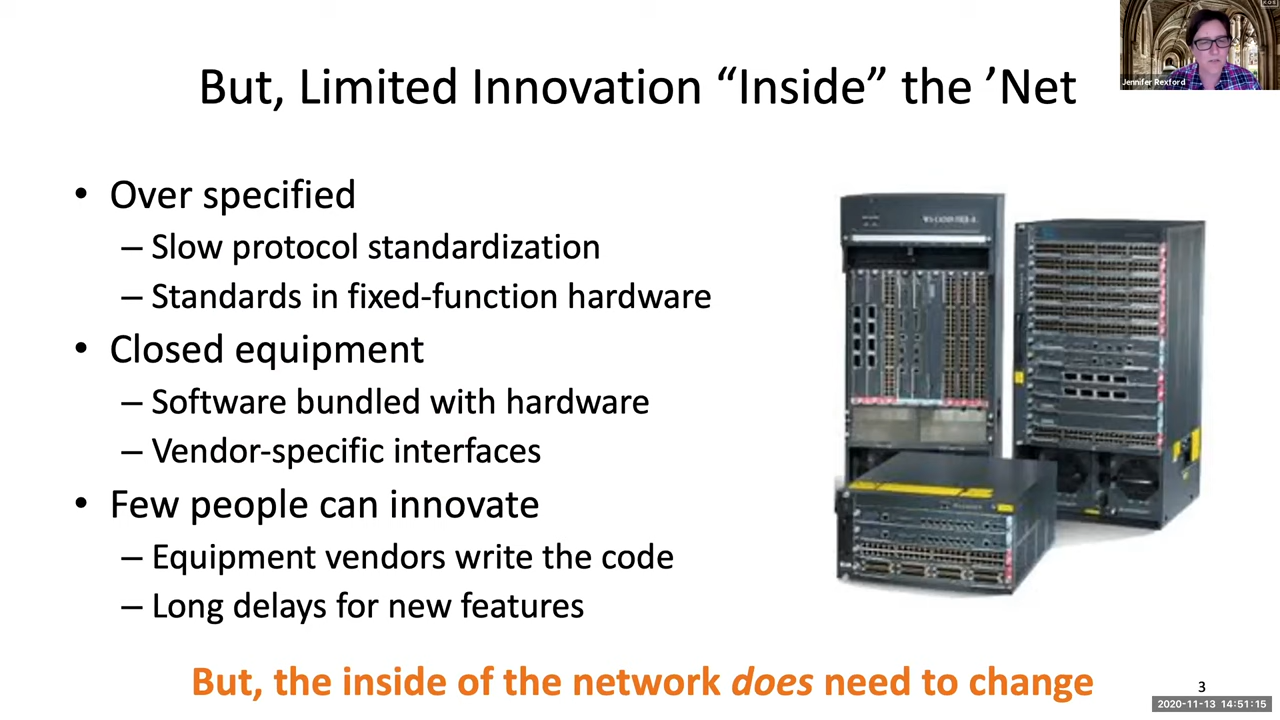 But, Limited Innovation “Inside” the ’Net
Jennifer Rexford
• Over specified
– Slow protocol standardization
– Standards in fixed-function hardware
• Closed equipment
– Software bundled with hardware
– Vendor-specific interfaces
• Few people can innovate
– Equipment vendors write the code
– Long delays for new features
But, the inside of the network does need to change
3
2020-11-13 14:51:15